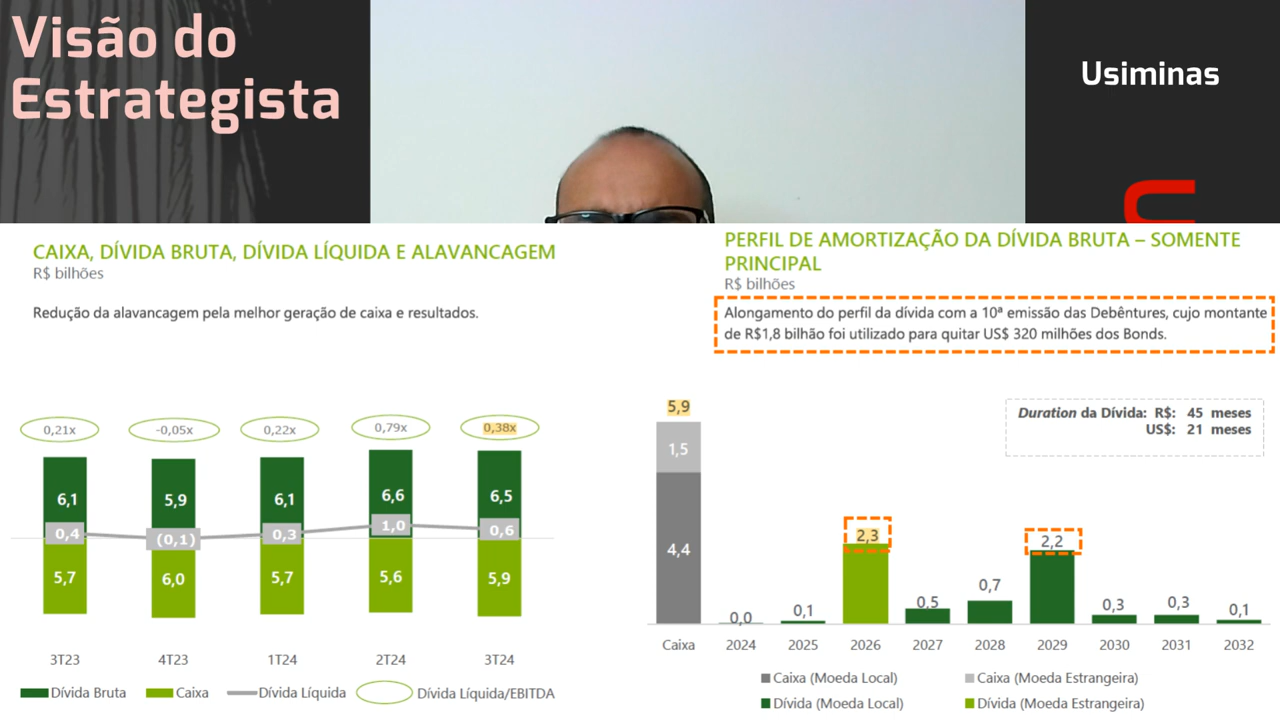 Visão do
Estrategista
Usiminas
CAIXA, DÍVIDA BRUTA, DÍVIDA LÍQUIDA E ALAVANCAGEM
R$ bilhões
Redução da alavancagem pela melhor geração de caixa e resultados.
0,21x -0,05x 0,22x 0,79x 0,38x
6,1 5,9 6,1 6,6 6,5
0,4 (0,1) 0,3 1,0 0,6
5,7 6,0 5,7 5,6 5,9
3T23 4T23 1T24 2T24 3T24
Dívida Bruta Caixa Dívida Líquida Dívida Líquida/EBITDA
PERFIL DE AMORTIZAÇÃO DA DÍVIDA BRUTA – SOMENTE
PRINCIPAL
R$ bilhões
Alongamento do perfil da dívida com a 10ª emissão das Debêntures, cujo montante
de R$1,8 bilhão foi utilizado para quitar US$ 320 milhões dos Bonds.
Duration da Dívida: R$: 45 meses
US$: 21 meses
5,9
1,5
4,4
0,0 0,1 2,3 0,5 0,7 2,2 0,3 0,3 0,1
Caixa 2024 2025 2026 2027 2028 2029 2030 2031 2032
Caixa (Moeda Local) Caixa (Moeda Estrangeira)
Dívida (Moeda Local) Dívida (Moeda Estrangeira)